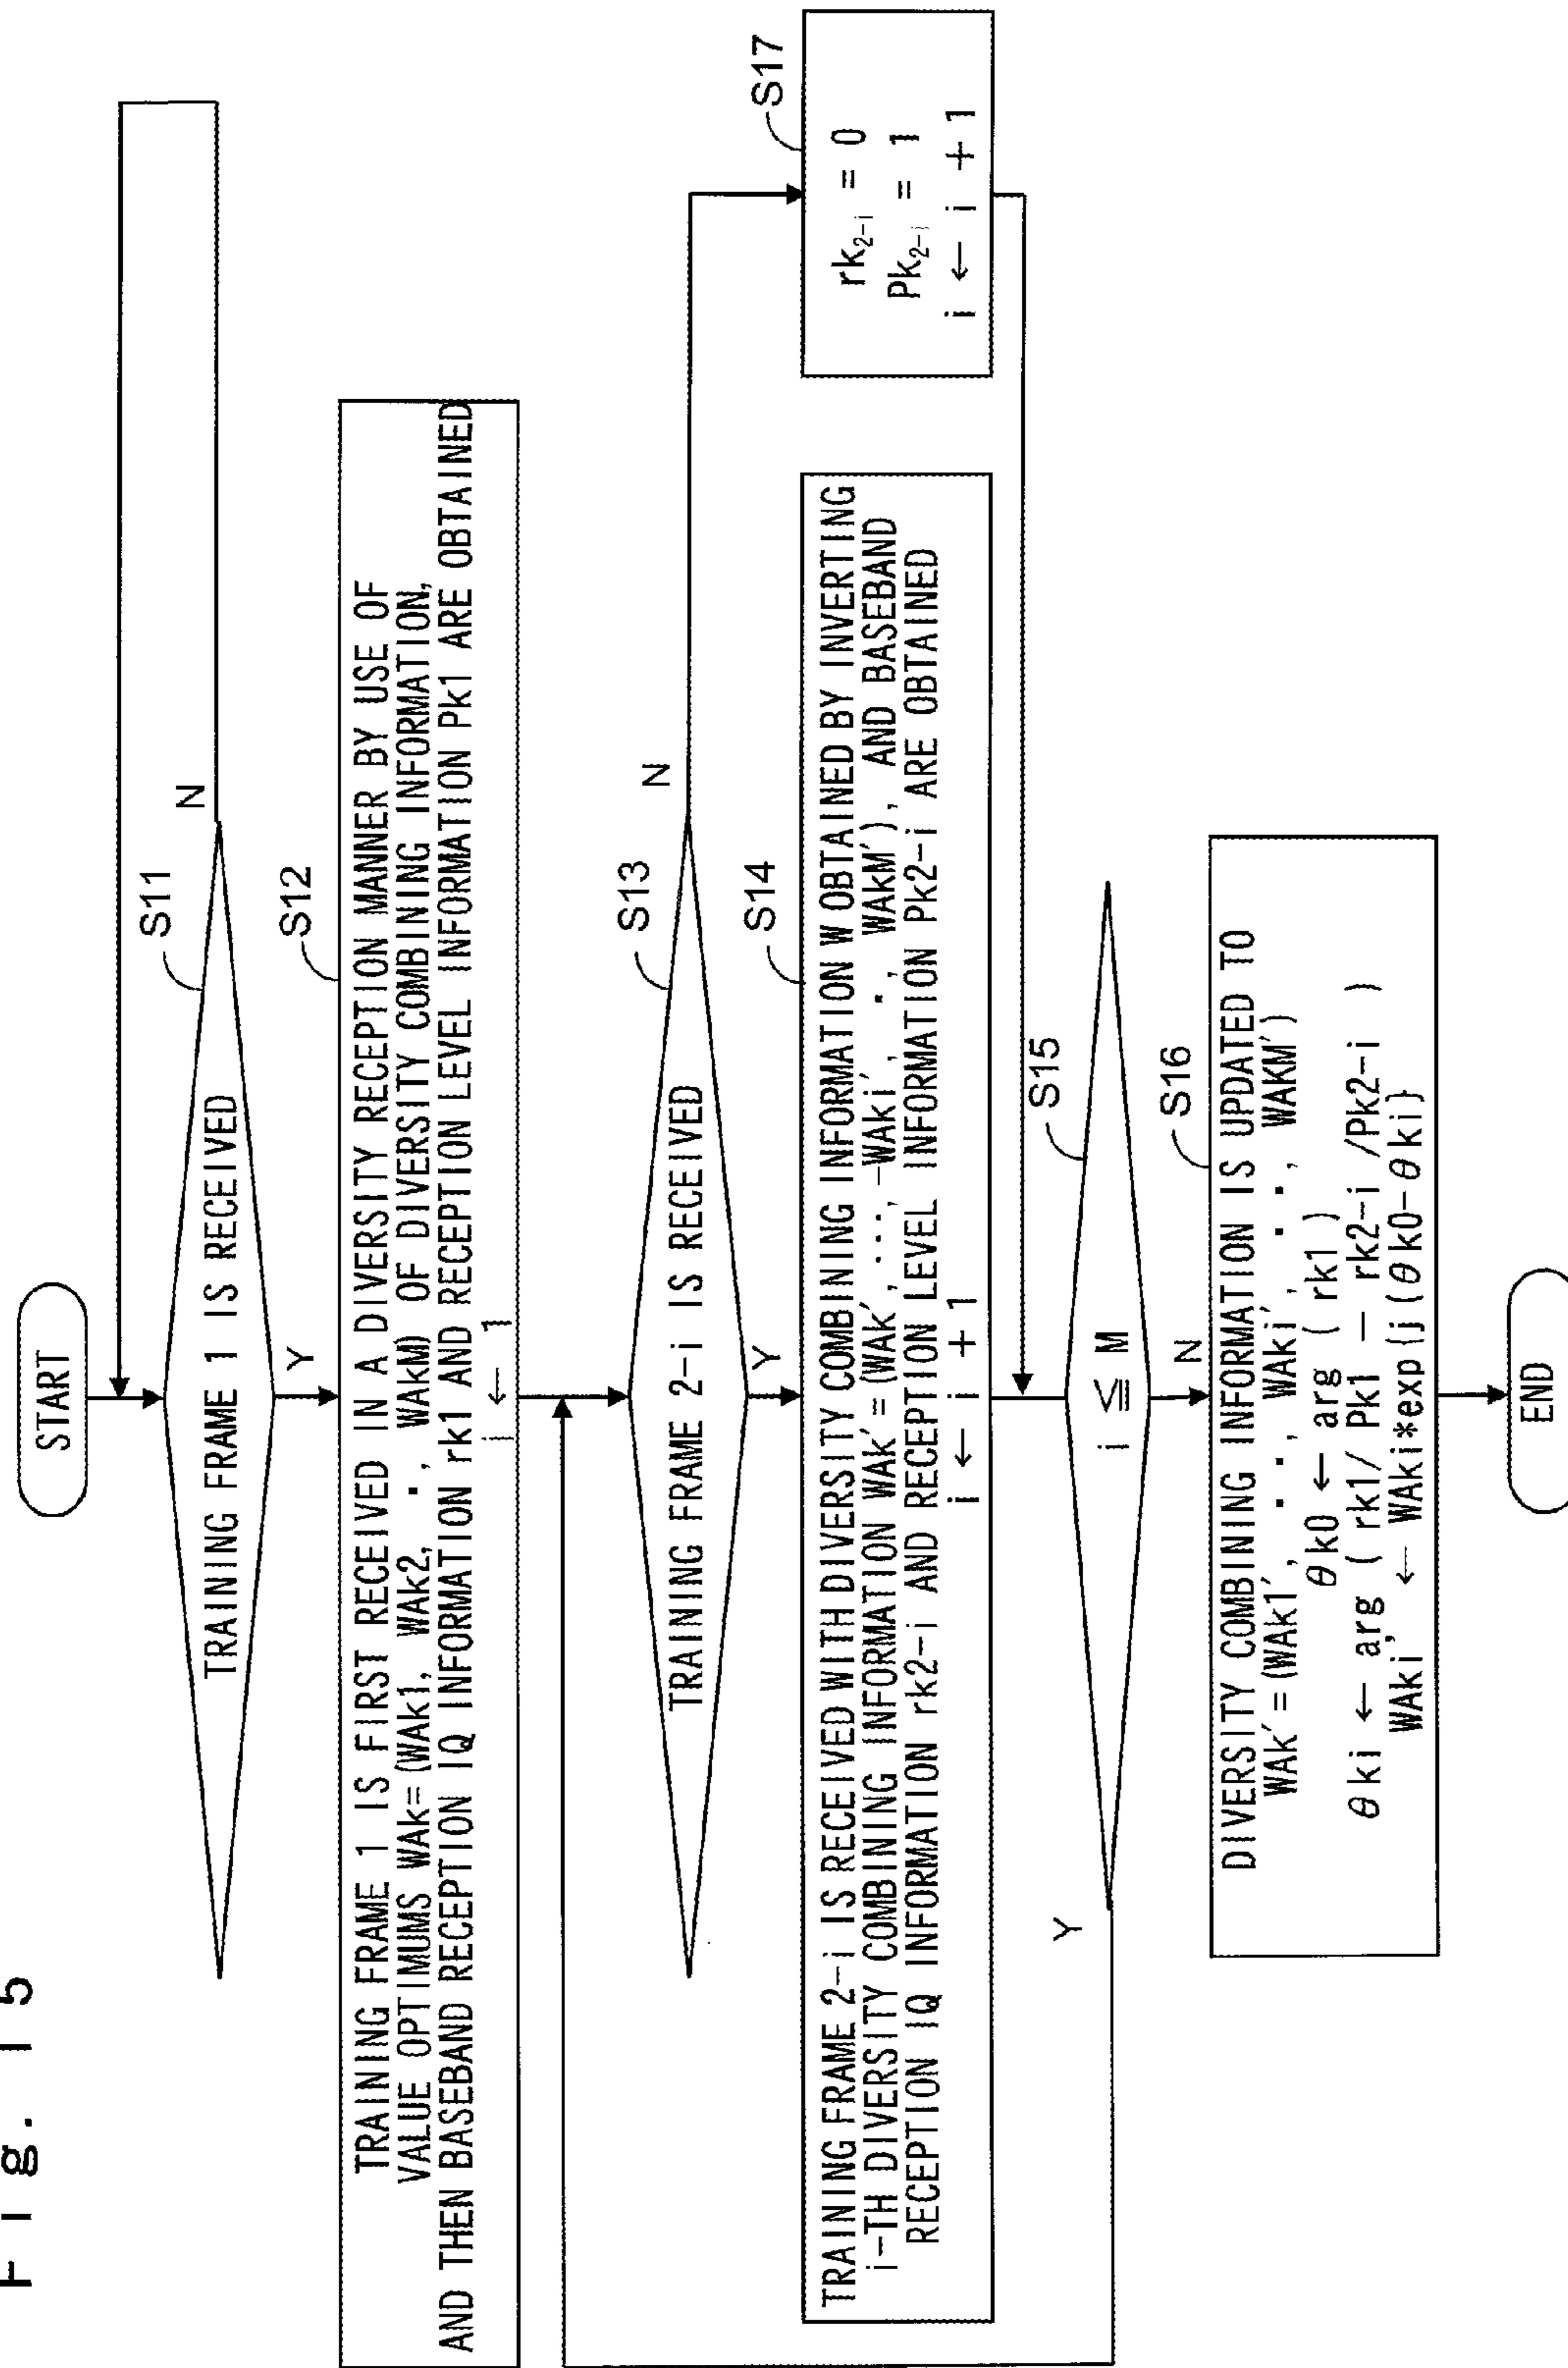 Fig. 15
START
S11
TRAINING FRAME 1 IS RECEIVED
N
Y
S12
TRAINING FRAME 1 IS FIRST RECEIVED IN A DIVERSITY RECEPTION MANNER BY USE OF
VALUE OPTIMUMS WAk=(WAk1, WAk2, ･, WAkM) OF DIVERSITY COMBINING INFORMATION,
AND THEN BASEBAND RECEPTION IQ INFORMATION rk1 AND RECEPTION LEVEL INFORMATION Pk1 ARE OBTAINED
i ← 1
S13
TRAINING FRAME 2-i IS RECEIVED
N
Y
S14
TRAINING FRAME 2-i IS RECEIVED WITH DIVERSITY COMBINING INFORMATION W OBTAINED BY INVERTING
i-TH DIVERSITY COMBINING INFORMATION WAk'=(WAk', ･･･, -WAki', ･ ･, WAkM'), AND BASEBAND
RECEPTION IQ INFORMATION rk2-i AND RECEPTION LEVEL INFORMATION Pk2-i ARE OBTAINED
i ← i + 1
S17
rk2-i = 0
Pk2-i = 1
i ← i + 1
S15
i ≦ M
Y
N
S16
DIVERSITY COMBINING INFORMATION IS UPDATED TO
WAk'=(WAk1', ･ ･, WAki', ･ ･, WAKM')
θk0 ← arg ( rk1 )
θki ← arg ( rk1/ Pk1 - rk2-i /Pk2-i )
WAki' ← WAki*exp{j(θk0-θki}
END